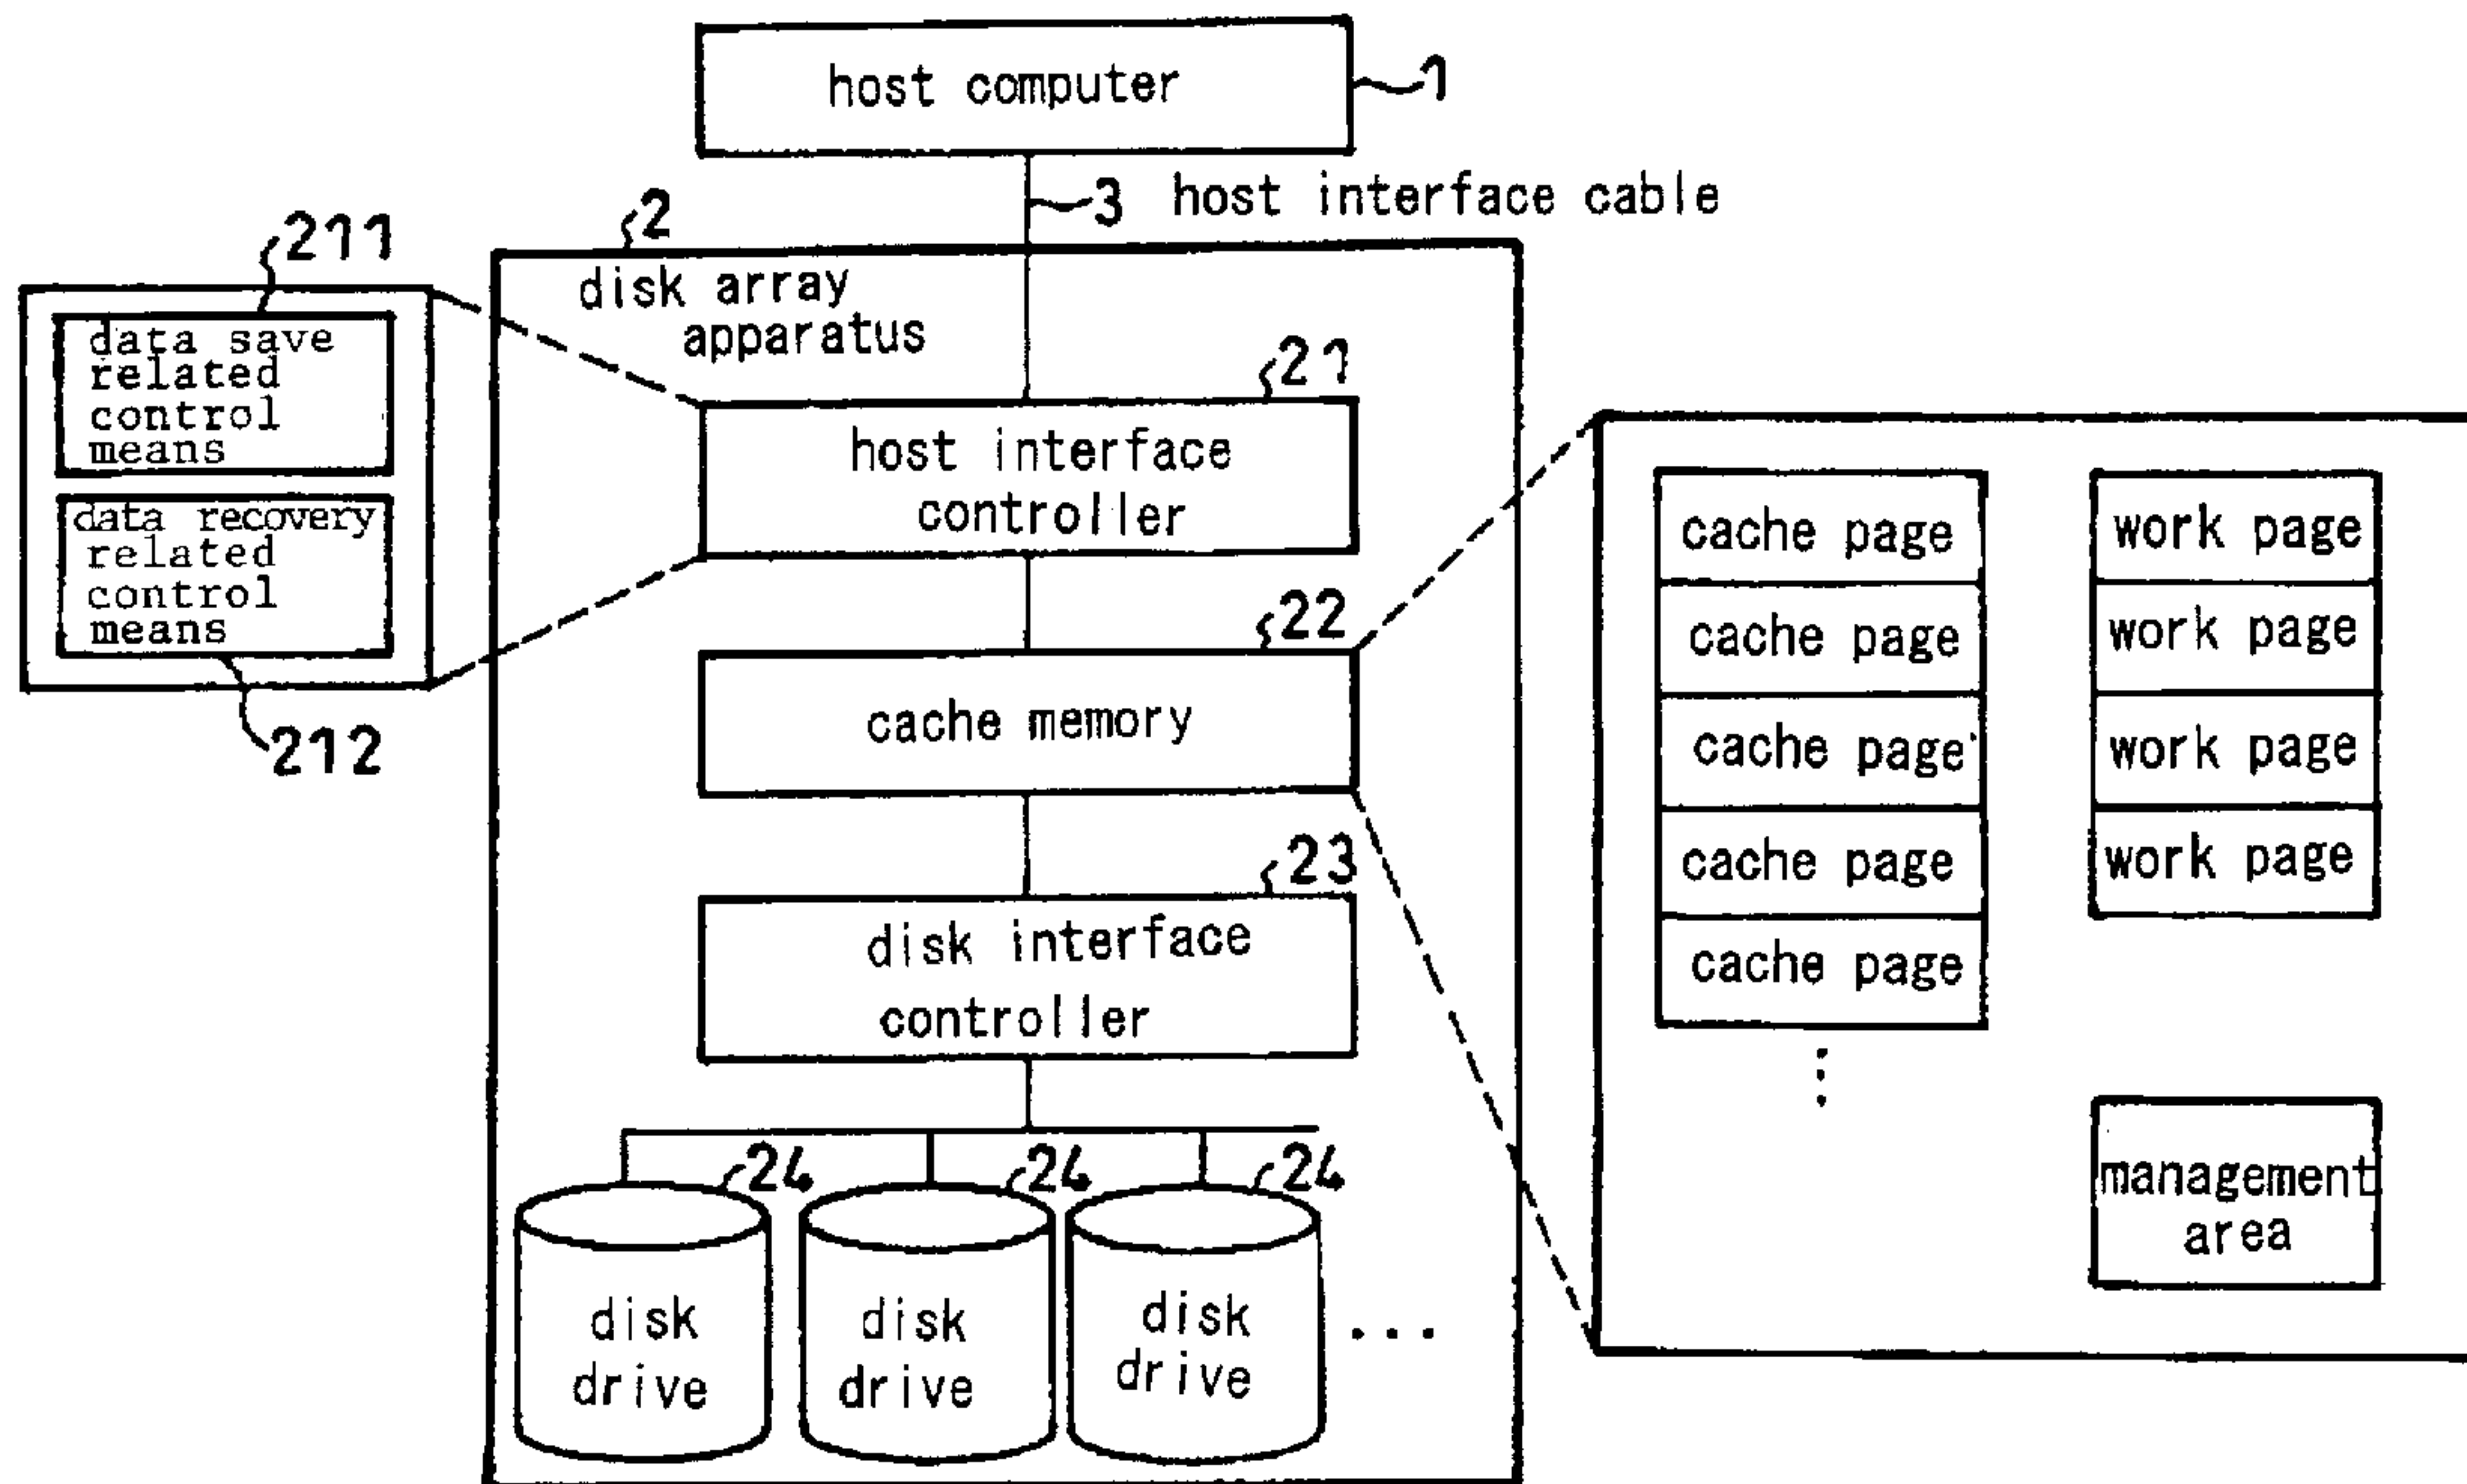 host computer
1
3 host interface cable
2
disk array
apparatus
211
data save
related
control
means
data recovery
related
control
means
212
21
host interface
controller
22
cache memory
23
disk interface
controller
24
24
24
disk
drive
disk
drive
disk
drive
...
cache page
cache page
cache page
cache page
cache page
⋮
work page
work page
work page
work page
management
area